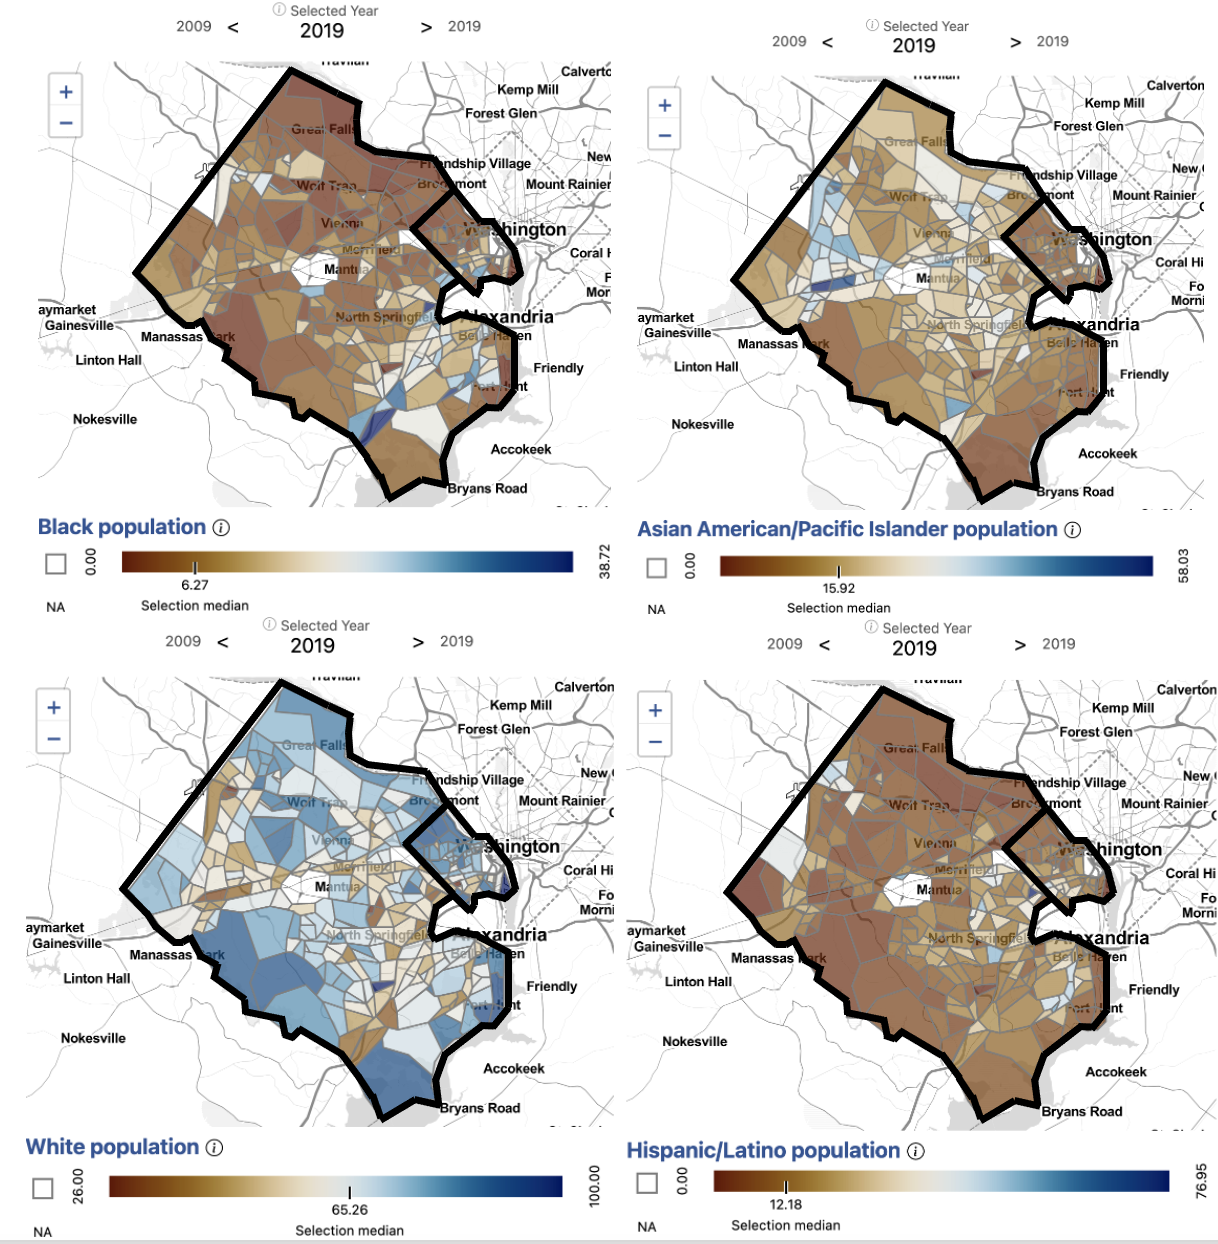 ⓘ Selected Year
2009 < 2019 > 2019
Calverto
Kemp Mill
Forest Glen
Great Falls
Friendship Village
New
Wolf Trap
Mount Rainier
Vienna
Washington
Merrifield
Coral H
Mantua
F
Mor
aymarket
North Springfiel
Alexandria
Gainesville
Manassas Park
Belle Haven
Linton Hall
Friendly
Fort Hunt
Nokesville
Accokeek
Bryans Road
Black population ⓘ
0.00
38.72
6.27
NA
Selection median
ⓘ Selected Year
2009 < 2019 > 2019
Calverton
Kemp Mill
Forest Glen
Great Falls
Friendship Village
New
Wolf Trap
Mount Rainier
Vienna
Washington
Merrifield
Coral Hi
Mantua
Fo
Morni
aymarket
North Springfiel
Alexandria
Gainesville
Manassas Park
Belle Haven
Linton Hall
Friendly
Fort Hunt
Nokesville
Accokeek
Bryans Road
Asian American/Pacific Islander population ⓘ
0.00
58.03
15.92
NA
Selection median
ⓘ Selected Year
2009 < 2019 > 2019
Calverton
Kemp Mill
Forest Glen
Great Falls
Friendship Village
New
Wolf Trap
Mount Rainier
Vienna
Washington
Merrifield
Coral Hi
Mantua
Fo
Morni
aymarket
North Springfiel
Alexandria
Gainesville
Manassas Park
Belle Haven
Linton Hall
Friendly
Fort Hunt
Nokesville
Accokeek
Bryans Road
White population ⓘ
26.00
100.00
65.26
NA
Selection median
ⓘ Selected Year
2009 < 2019 > 2019
Calverton
Kemp Mill
Forest Glen
Great Falls
Friendship Village
New
Wolf Trap
Mount Rainier
Vienna
Washington
Merrifield
Coral Hi
Mantua
Fo
Morni
aymarket
North Springfiel
Alexandria
Gainesville
Manassas Park
Belle Haven
Linton Hall
Friendly
Fort Hunt
Nokesville
Accokeek
Bryans Road
Hispanic/Latino population ⓘ
0.00
76.95
12.18
NA
Selection median